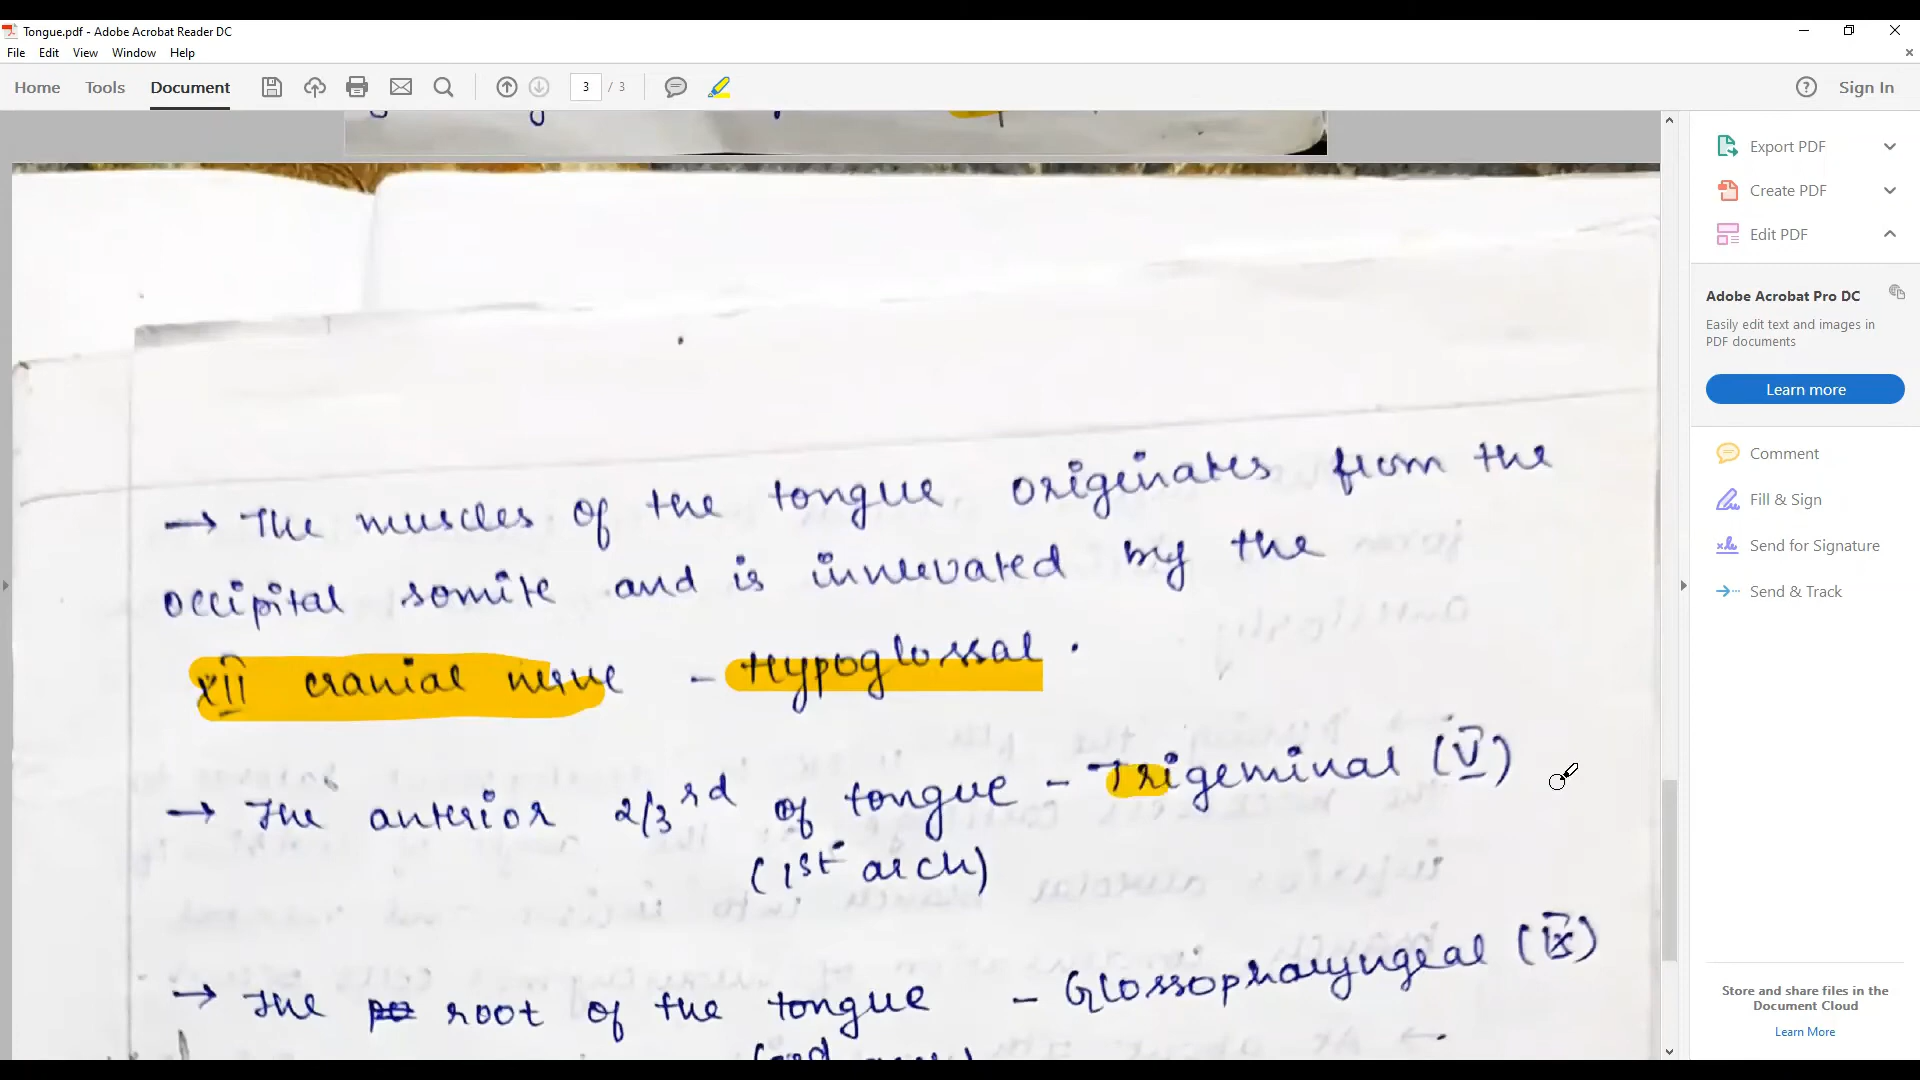 Tongue.pdf - Adobe Acrobat Reader DC
File Edit View Window Help
Home Tools Document 3 / 3 Sign In
→ The muscles of the tongue originates from the
occipital somite and is innervated by the
XII cranial nerve - Hypoglossal.
→ The anterior 2/3rd of tongue - Trigeminal (V)
(1st arch)
→ The root of the tongue - Glossopharyngeal (IX)
Export PDF
Create PDF
Edit PDF
Adobe Acrobat Pro DC
Easily edit text and images in
PDF documents
Learn more
Comment
Fill & Sign
Send for Signature
Send & Track
Store and share files in the
Document Cloud
Learn More